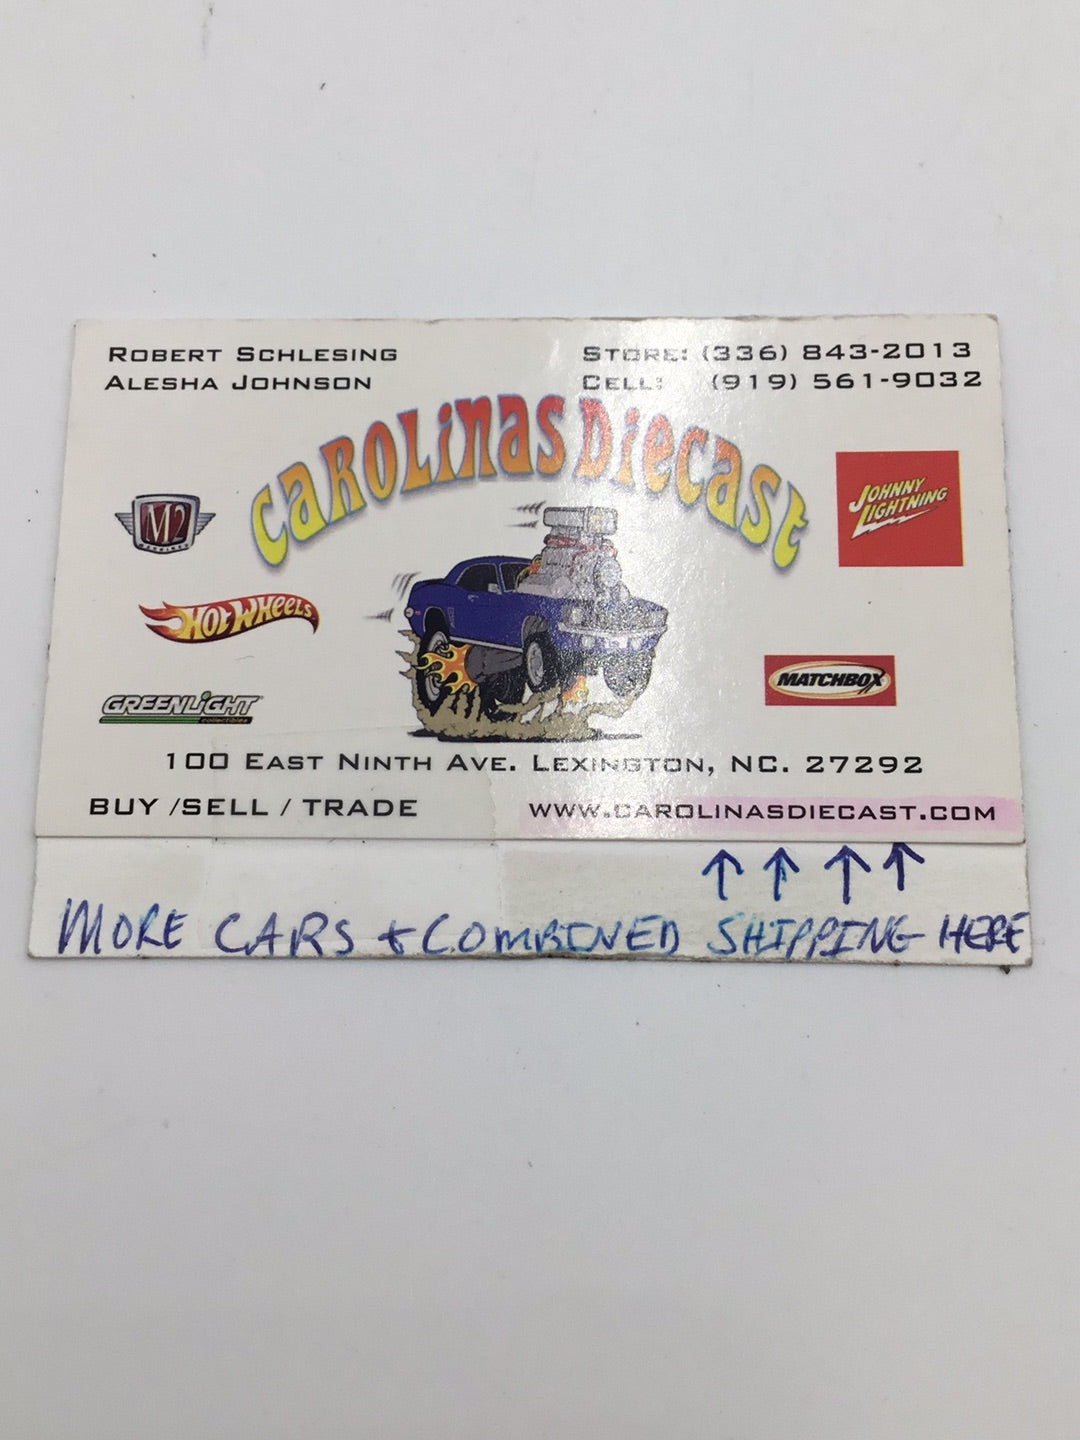 ROBERT SCHLESING
ALESHA JOHNSON
STORE: (336) 843-2013
CELL: (919) 561-9032
CAROLINAS DIECAST
M2
MACHINES
JOHNNY LIGHTNING
HOT WHEELS
MATCHBOX
GREENLIGHT
collectibles
100 EAST NINTH AVE. LEXINGTON, NC. 27292
BUY /SELL / TRADE
WWW.CAROLINASDIECAST.COM
↑ ↑ ↑ ↑
MORE CARS + COMBINED SHIPPING HERE